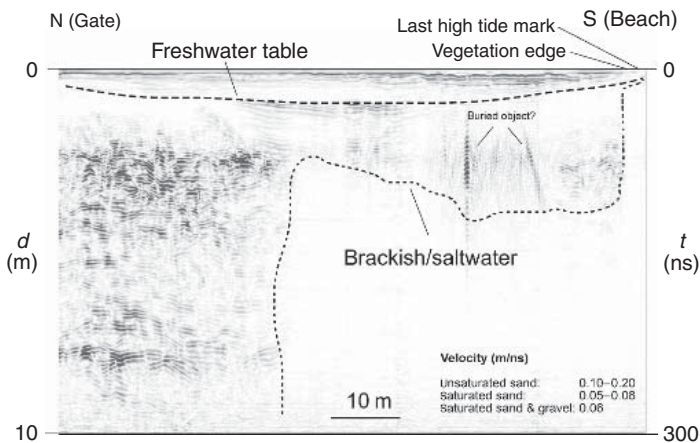 N (Gate)
Last high tide mark
S (Beach)
Vegetation edge
Freshwater table
0
0
Buried object?
d
(m)
t
(ns)
Brackish/saltwater
Velocity (m/ns)
Unsaturated sand: 0.10–0.20
Saturated sand: 0.05–0.08
Saturated sand & gravel: 0.06
10 m
10
300